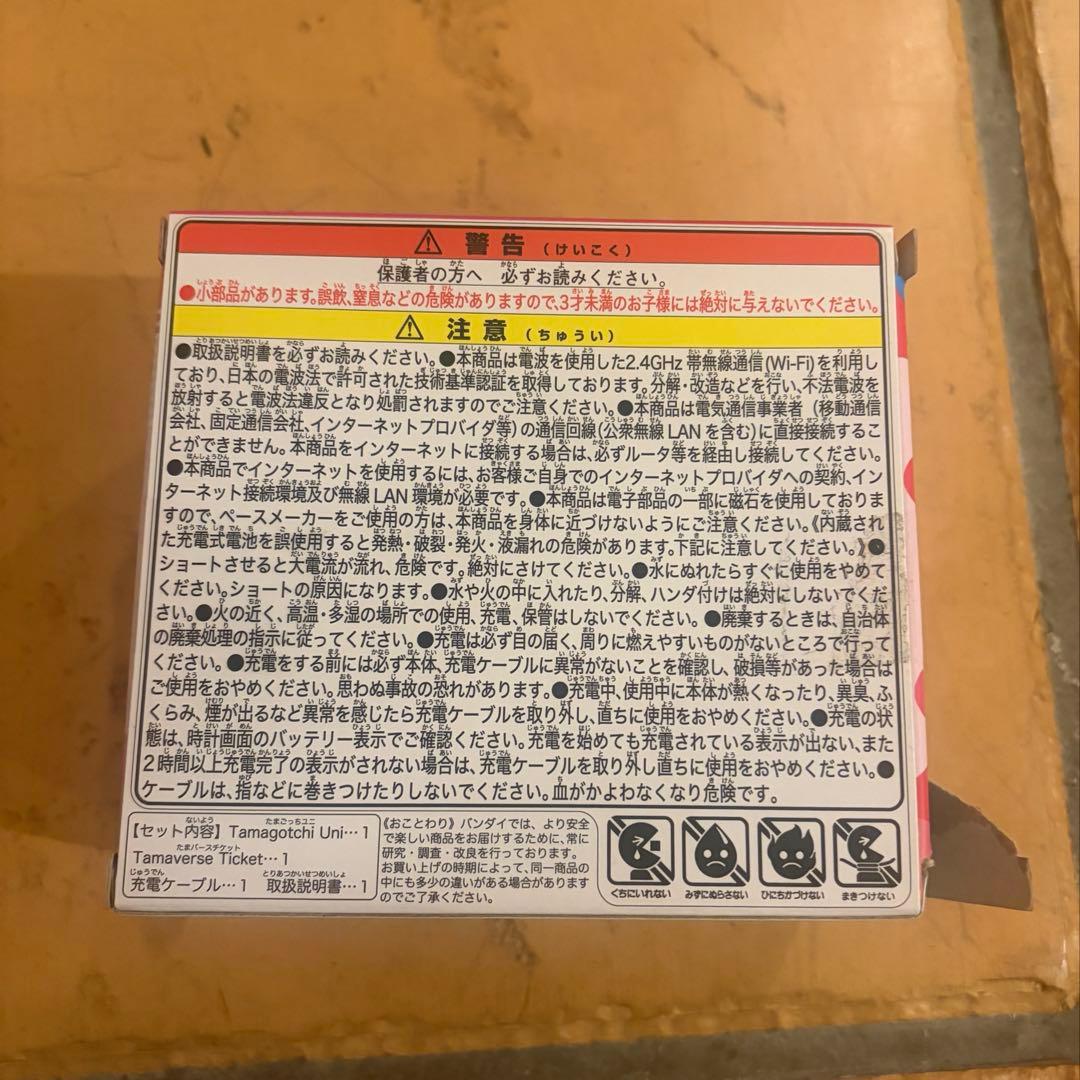 ⚠ 警告 (けいこく)
保護者の方へ 必ずお読みください。
●小部品があります。誤飲、窒息などの危険がありますので、3才未満のお子様には絶対に与えないでください。
⚠ 注意 (ちゅうい)
●取扱説明書を必ずお読みください。●本商品は電波を使用した2.4GHz 帯無線通信(Wi-Fi)を利用し
ており、日本の電波法で許可された技術基準認証を取得しております。分解・改造などを行い、不法電波を
放射すると電波法違反となり処罰されますのでご注意ください。●本商品は電気通信事業者 (移動通信
会社、固定通信会社、インターネットプロバイダ等)の通信回線(公衆無線 LAN を含む)に直接接続するこ
とができません。本商品をインターネットに接続する場合は、必ずルータ等を経由し接続してください。
●本商品でインターネットを使用するには、お客様ご自身でのインターネットプロバイダへの契約、イン
ターネット接続環境及び無線 LAN 環境が必要です。●本商品は電子部品の一部に磁石を使用しておりま
すので、ペースメーカーをご使用の方は、本商品を身体に近づけないようにご注意ください。《内蔵され
た充電式電池を誤使用すると発熱・破裂・発火・液漏れの危険があります。下記に注意してください。》●
ショートさせると大電流が流れ、危険です。絶対にさけてください。●水にぬれたらすぐに使用をやめて
ください。ショートの原因になります。●水や火の中に入れたり、分解、ハンダ付けは絶対にしないでくだ
さい。●火の近く、高温・多湿の場所での使用、充電、保管はしないでください。●廃棄するときは、自治体
の廃棄処理の指示に従ってください。●充電は必ず目の届く、周りに燃えやすいものがないところで行って
ください。●充電をする前には必ず本体、充電ケーブルに異常がないことを確認し、破損等があった場合は
ご使用をおやめください。思わぬ事故の恐れがあります。●充電中、使用中に本体が熱くなったり、異臭、ふ
くらみ、煙が出るなど異常を感じたら充電ケーブルを取り外し、直ちに使用をおやめください。●充電の状
態は、時計画面のバッテリー表示でご確認ください。充電を始めても充電されている表示が出ない、また
2時間以上充電完了の表示がされない場合は、充電ケーブルを取り外し直ちに使用をおやめください。●
ケーブルは、指などに巻きつけたりしないでください。血がかよわなくなり危険です。
【セット内容】Tamagotchi Uni…1
Tamaverse Ticket…1
充電ケーブル…1 取扱説明書…1
《おことわり》バンダイでは、より安全
で楽しい商品をお届けするために、常に
研究・調査・改良を行っております。
お買い上げの時期によって、同一商品の
中にも多少の違いがある場合があります
のでご了承ください。
くちにいれない みずにぬらさない ひにちかづけない まきつけない